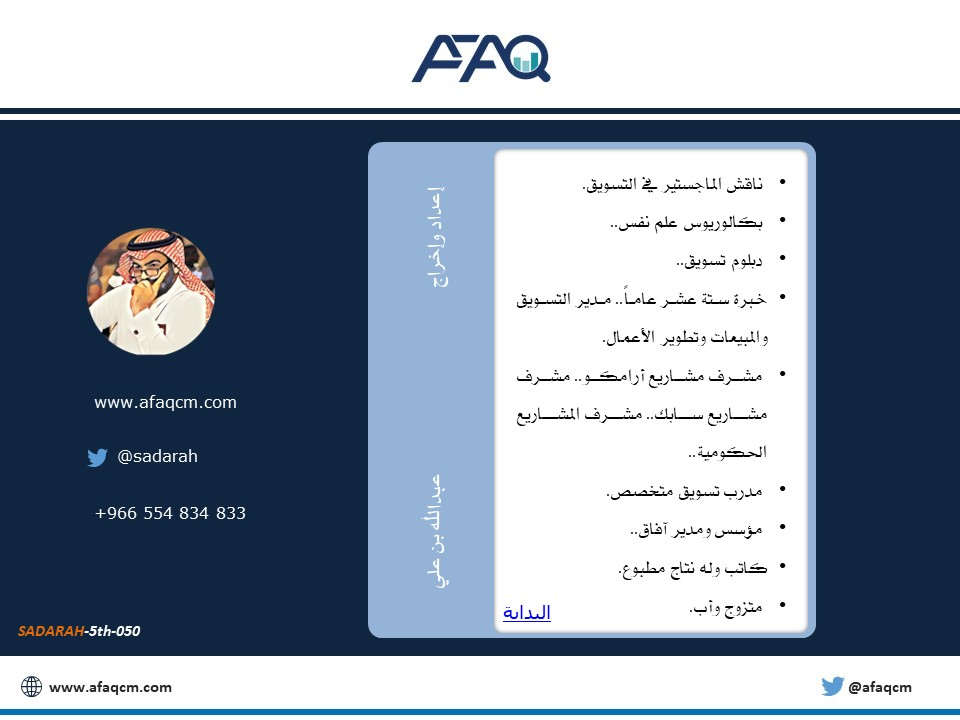 AFAQ
إعداد وإخراج
عبدالله بن علي
• ناقش الماجستير في التسويق.
• بكالوريوس علم نفس..
• دبلوم تسويق..
• خبرة ستة عشر عاماً.. مدير التسويق
والمبيعات وتطوير الأعمال.
• مشرف مشاريع أرامكو.. مشرف
مشاريع سابك.. مشرف المشاريع
الحكومية..
• مدرب تسويق متخصص.
• مؤسس ومدير آفاق..
• كاتب وله نتاج مطبوع.
• متزوج وأب.
البداية
www.afaqcm.com
@sadarah
+966 554 834 833
SADARAH-5th-050
www.afaqcm.com
@afaqcm